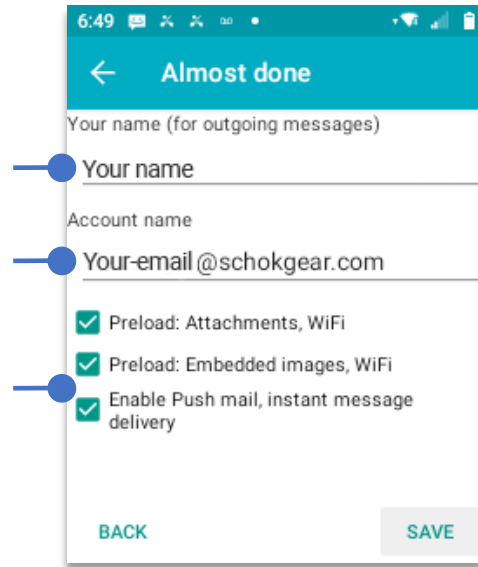 6:49
Almost done
Your name (for outgoing messages)
Your name
Account name
Your-email@schokgear.com
Preload: Attachments, WiFi
Preload: Embedded images, WiFi
Enable Push mail, instant message
delivery
BACK SAVE